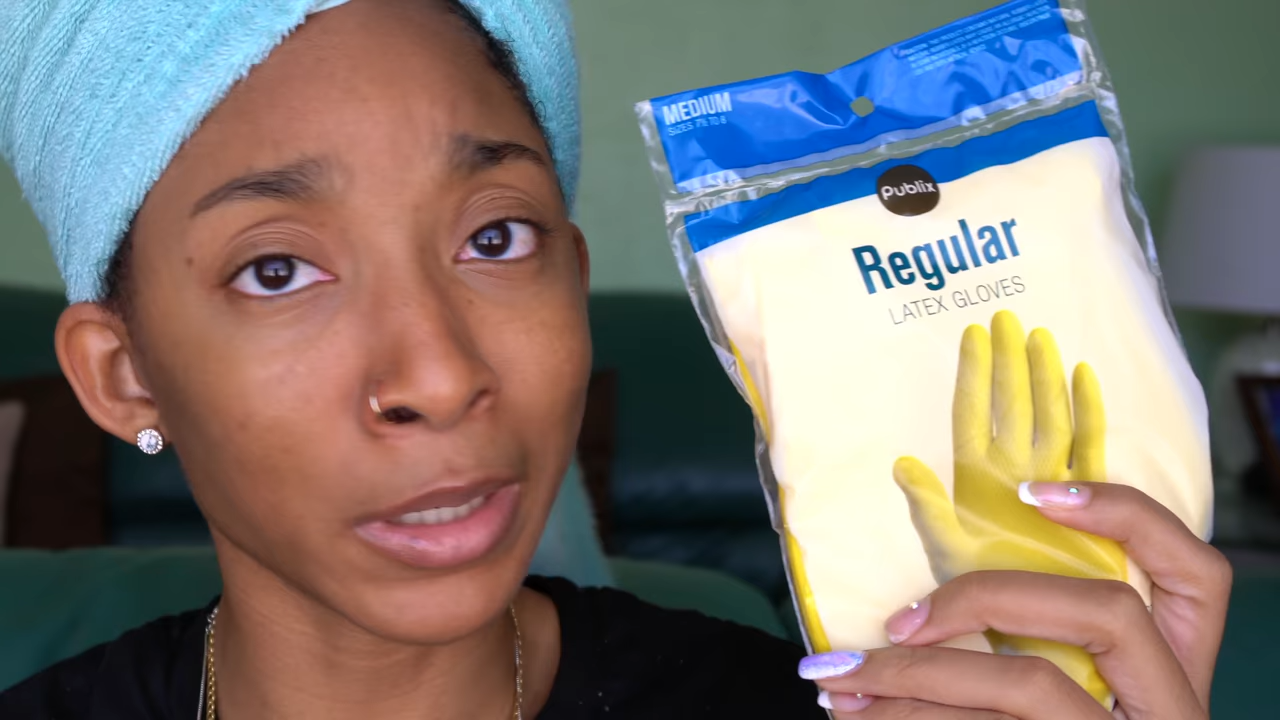 MEDIUM
SIZES 7½ TO 8
Publix
Regular
LATEX GLOVES